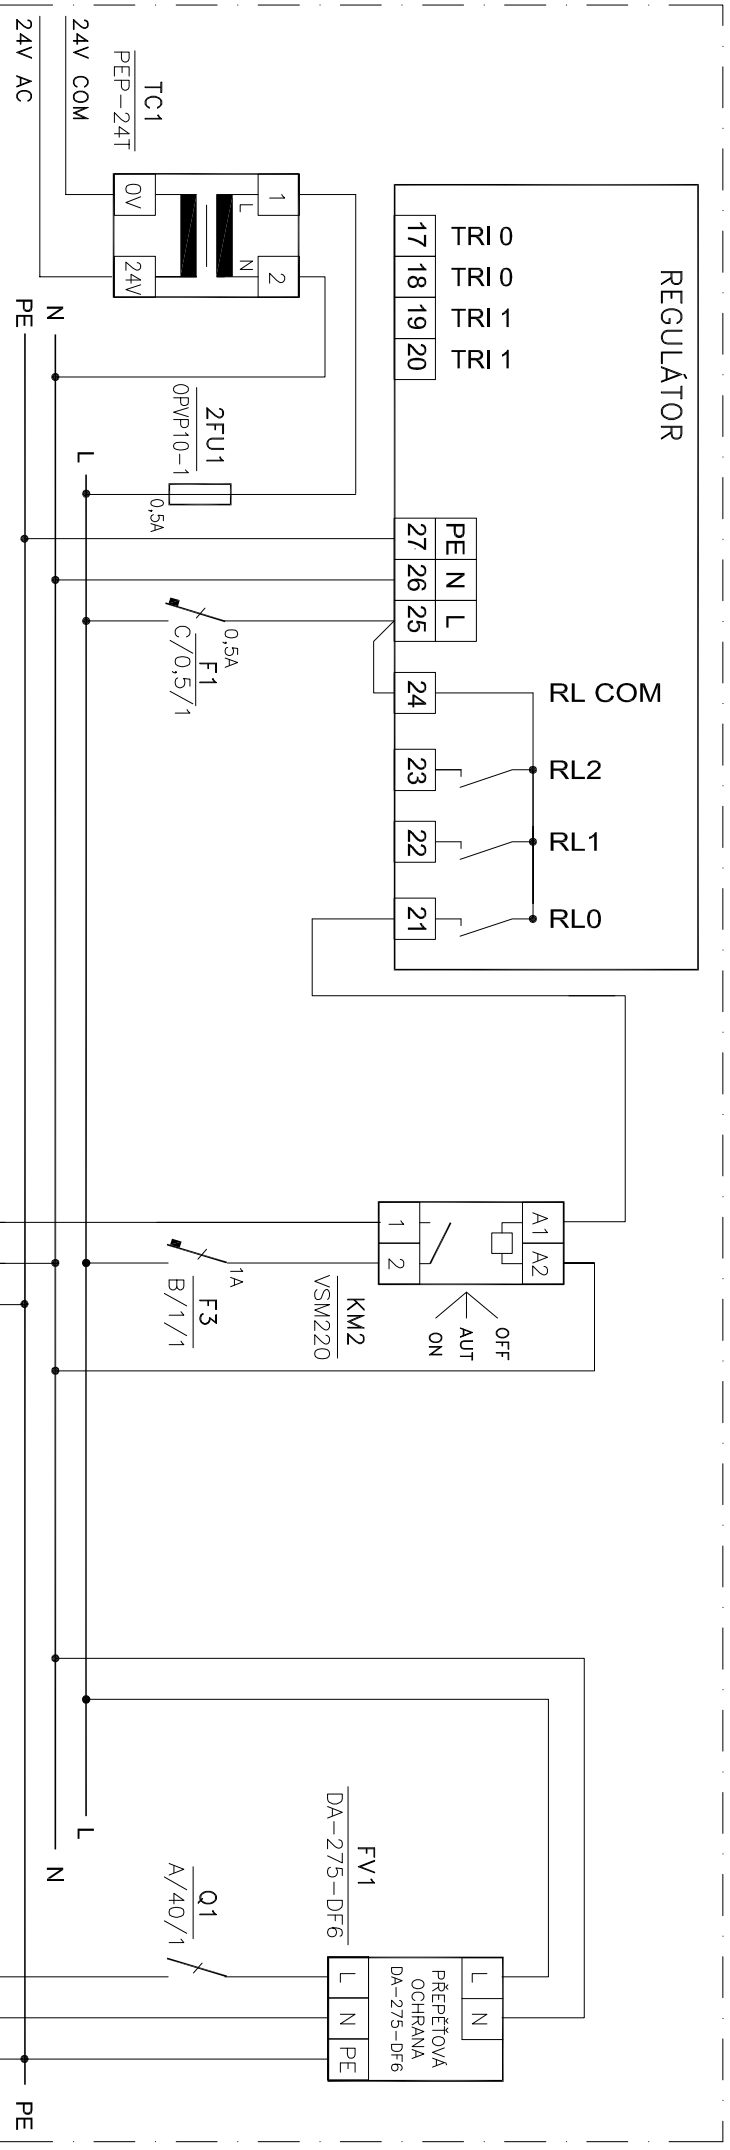 24V AC
24V COM
TC1
PEP-24T
0V
24V
L
N
1
2
N
PE
L
2FU1
OPVP10-1
0,5A
REGULÁTOR
17 TRI 0
18 TRI 0
19 TRI 1
20 TRI 1
27 PE
26 N
25 L
24 RL COM
23 RL2
22 RL1
21 RL0
0,5A
F1
C/0,5/1
1
2
A1
A2
OFF
AUT
ON
KM2
VSM220
1A
F3
B/1/1
FV1
DA-275-DF6
L
N
PŘEPĚŤOVÁ
OCHRANA
DA-275-DF6
L
N
PE
Q1
A/40/1
L
N
PE